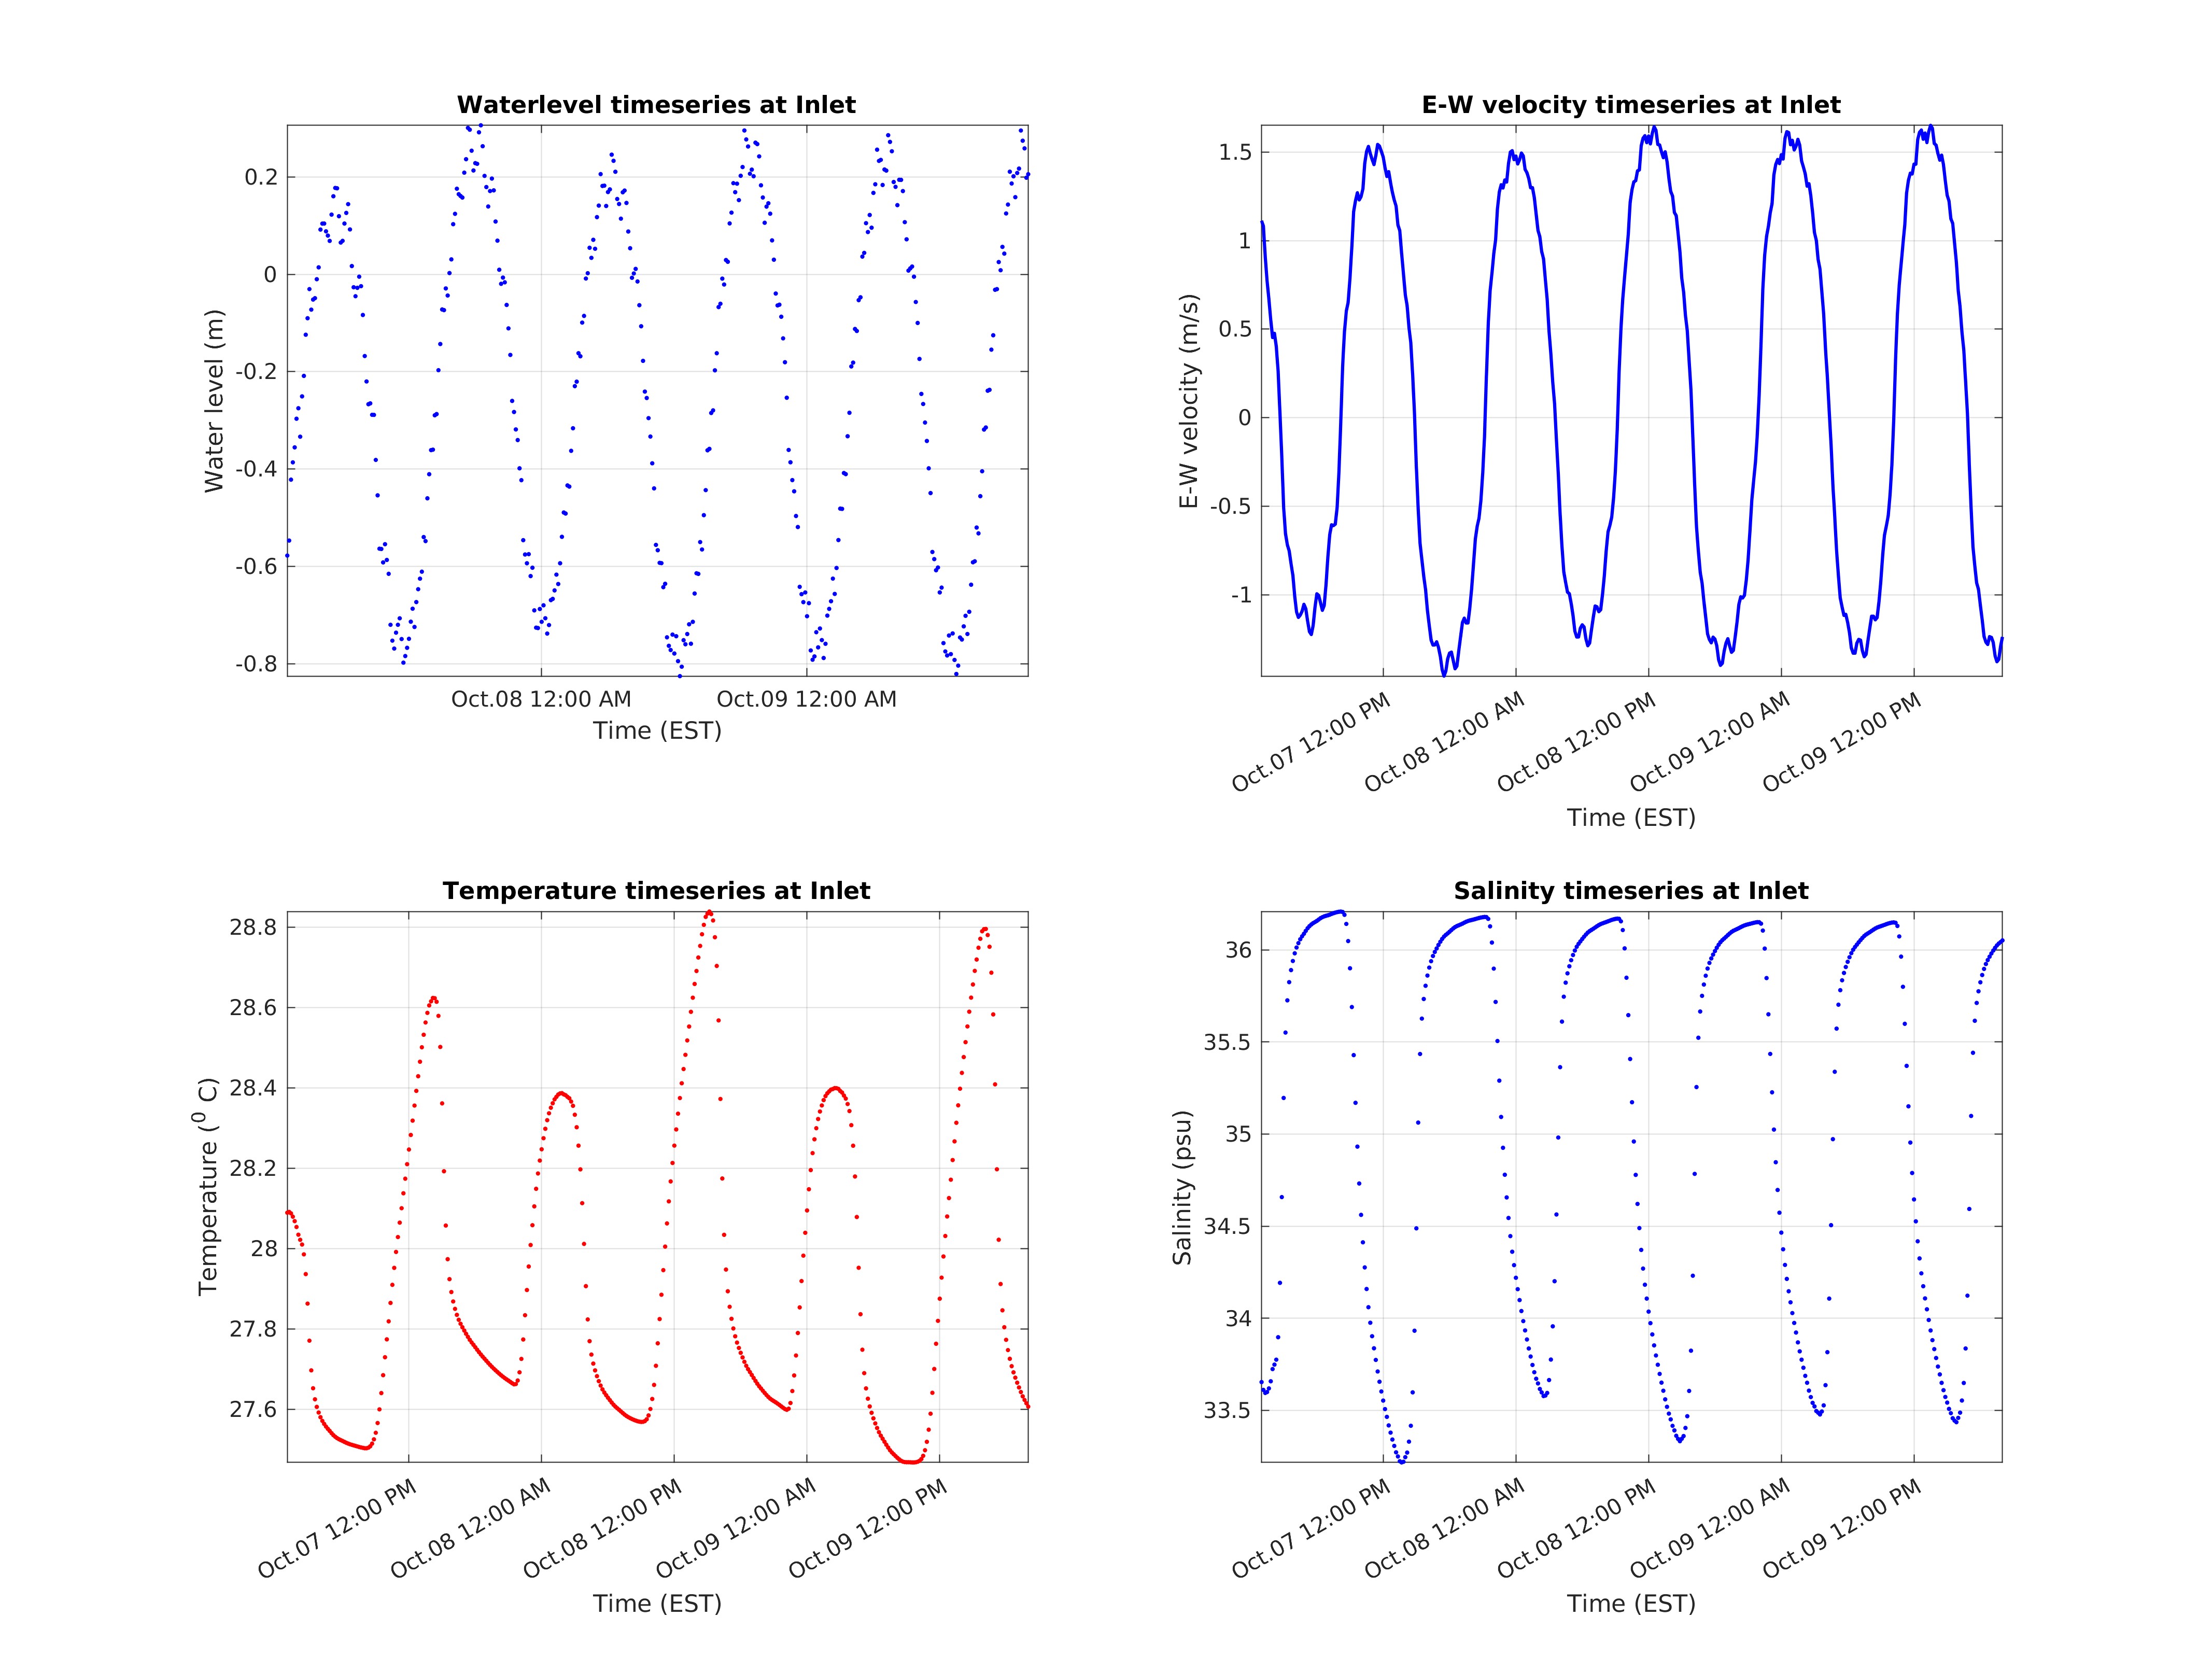 Waterlevel timeseries at Inlet
0.2
0
-0.2
-0.4
-0.6
-0.8
Water level (m)
Oct.08 12:00 AM
Oct.09 12:00 AM
Time (EST)
E-W velocity timeseries at Inlet
1.5
1
0.5
0
-0.5
-1
E-W velocity (m/s)
Oct.07 12:00 PM
Oct.08 12:00 AM
Oct.08 12:00 PM
Oct.09 12:00 AM
Oct.09 12:00 PM
Time (EST)
Temperature timeseries at Inlet
28.8
28.6
28.4
28.2
28
27.8
27.6
Temperature (⁰ C)
Oct.07 12:00 PM
Oct.08 12:00 AM
Oct.08 12:00 PM
Oct.09 12:00 AM
Oct.09 12:00 PM
Time (EST)
Salinity timeseries at Inlet
36
35.5
35
34.5
34
33.5
Salinity (psu)
Oct.07 12:00 PM
Oct.08 12:00 AM
Oct.08 12:00 PM
Oct.09 12:00 AM
Oct.09 12:00 PM
Time (EST)